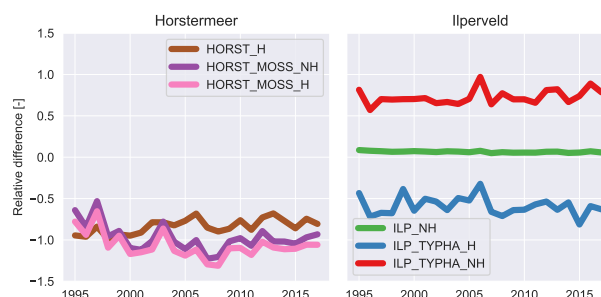 Horstermeer
Ilperveld
Relative difference [-]
1.5
1.0
0.5
0.0
−0.5
−1.0
−1.5
HORST_H
HORST_MOSS_NH
HORST_MOSS_H
ILP_NH
ILP_TYPHA_H
ILP_TYPHA_NH
1995 2000 2005 2010 2015
1995 2000 2005 2010 2015